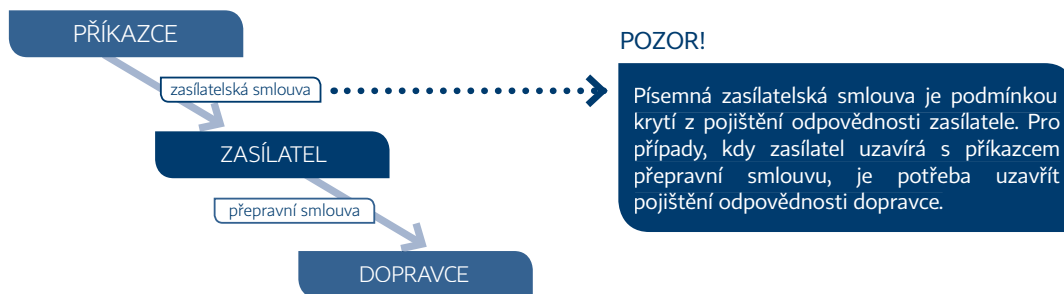 PŘÍKAZCE
zasílatelská smlouva
ZASÍLATEL
přepravní smlouva
DOPRAVCE
POZOR!
Písemná zasílatelská smlouva je podmínkou
krytí z pojištění odpovědnosti zasílatele. Pro
případy, kdy zasílatel uzavírá s příkazcem
přepravní smlouvu, je potřeba uzavřít
pojištění odpovědnosti dopravce.